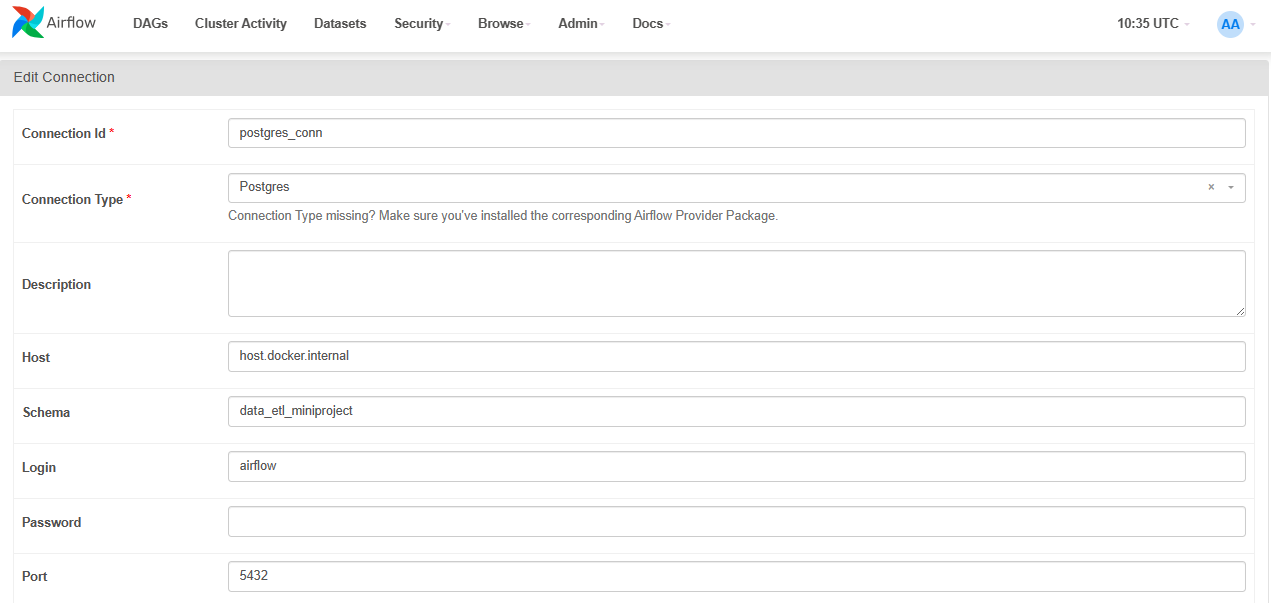 Airflow DAGs Cluster Activity Datasets Security Browse Admin Docs 10:35 UTC AA
Edit Connection
Connection Id * postgres_conn
Connection Type * Postgres × 
Connection Type missing? Make sure you've installed the corresponding Airflow Provider Package.
Description
Host host.docker.internal
Schema data_etl_miniproject
Login airflow
Password
Port 5432